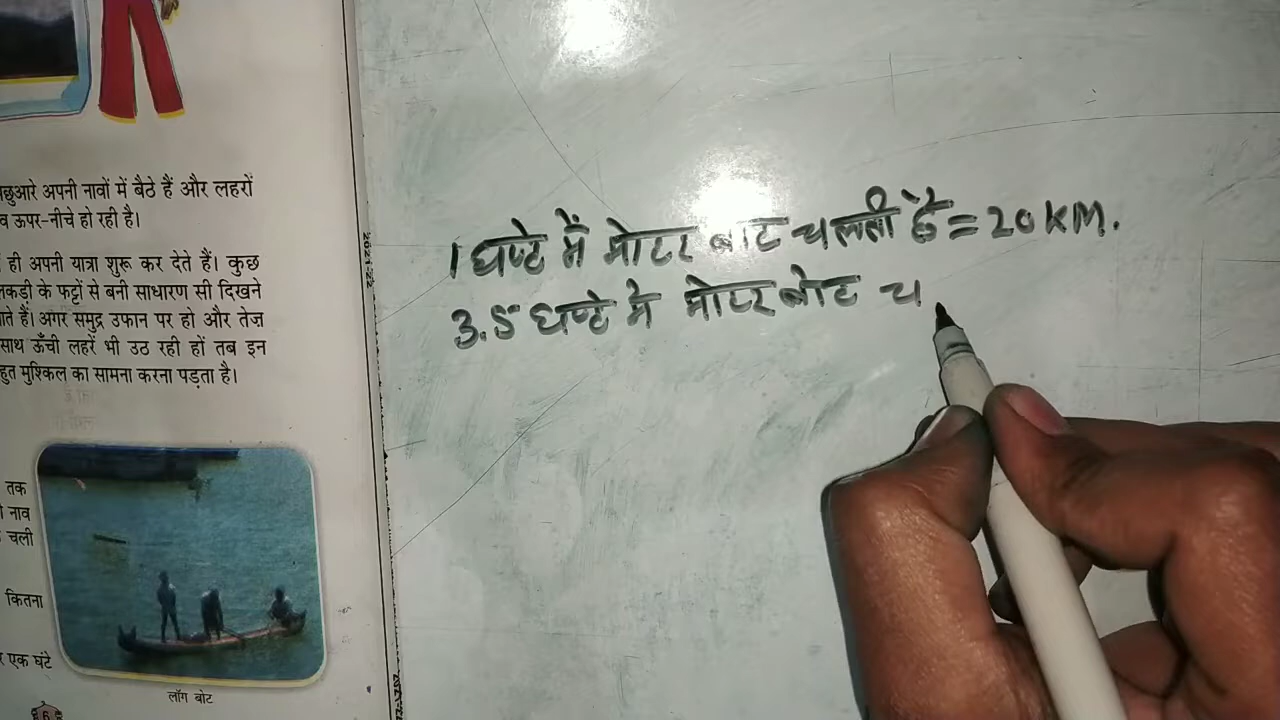 छुआरे अपनी नावों में बैठे हैं और लहरों
व ऊपर-नीचे हो रही है।
ही अपनी यात्रा शुरू कर देते हैं। कुछ
लकड़ी के फट्टों से बनी साधारण सी दिखने
ाते हैं। अगर समुद्र उफान पर हो और तेज़
साथ ऊँची लहरें भी उठ रही हों तब इन
हुत मुश्किल का सामना करना पड़ता है।
तक
नाव
चली
कितना
र एक घंटे
लॉग बोट
2021-22
1 घण्टे में मोटर बाट चलती है = 20 KM.
3.5 घण्टे मे मोटर बोट च